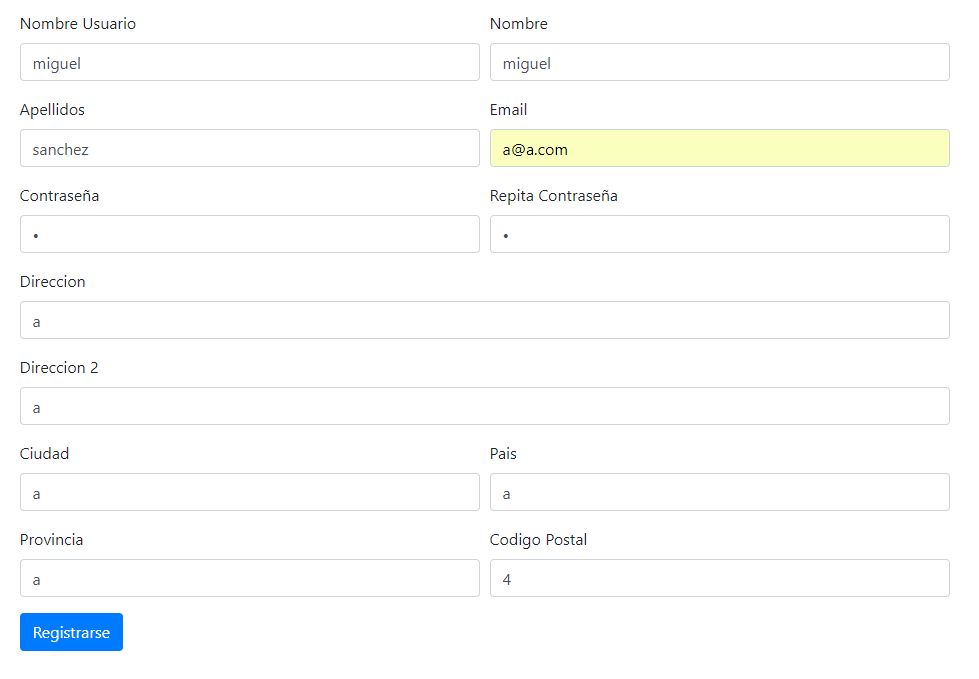 Nombre Usuario
Nombre
miguel
miguel
Apellidos
Email
sanchez
a@a.com
Contraseña
Repita Contraseña
•
•
Direccion
a
Direccion 2
a
Ciudad
Pais
a
a
Provincia
Codigo Postal
a
4
Registrarse